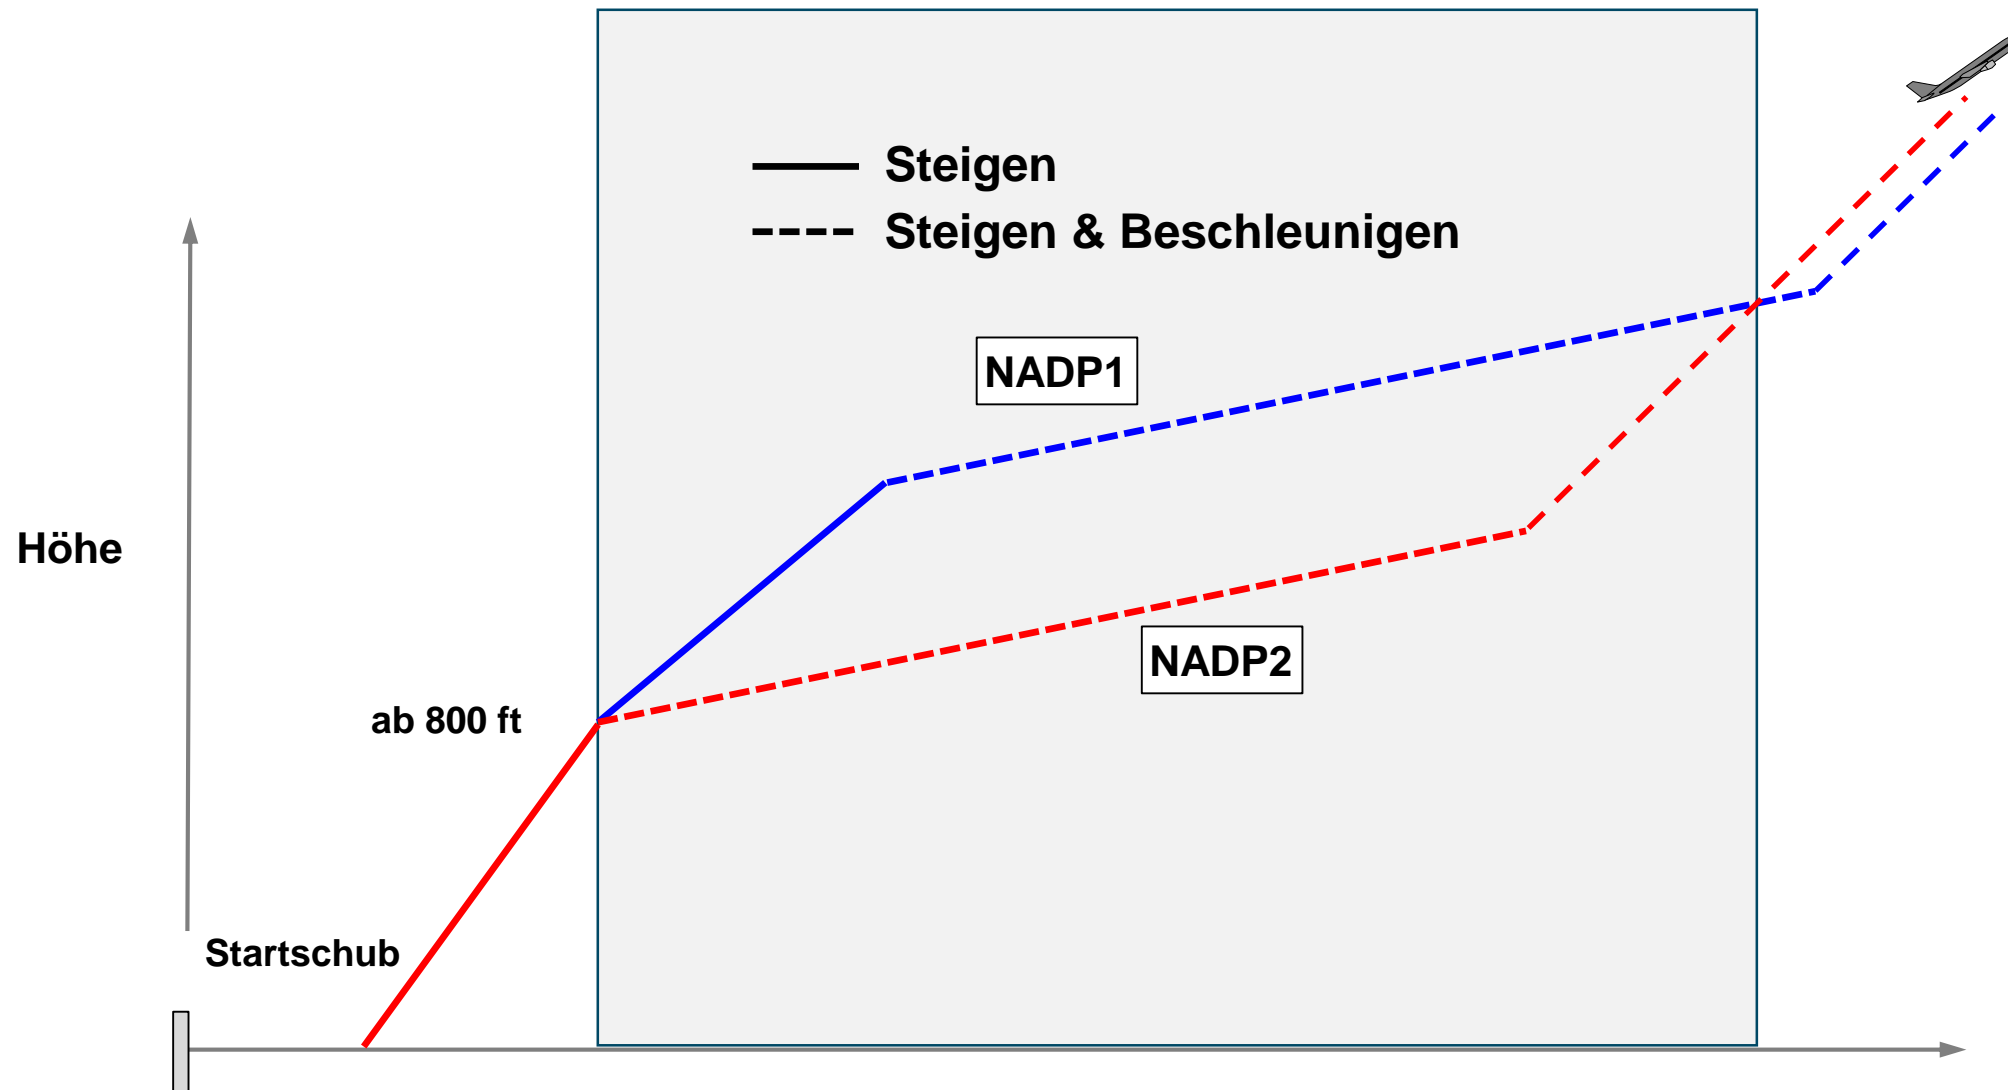 Steigen
Steigen & Beschleunigen
NADP1
Höhe
NADP2
ab 800 ft
Startschub